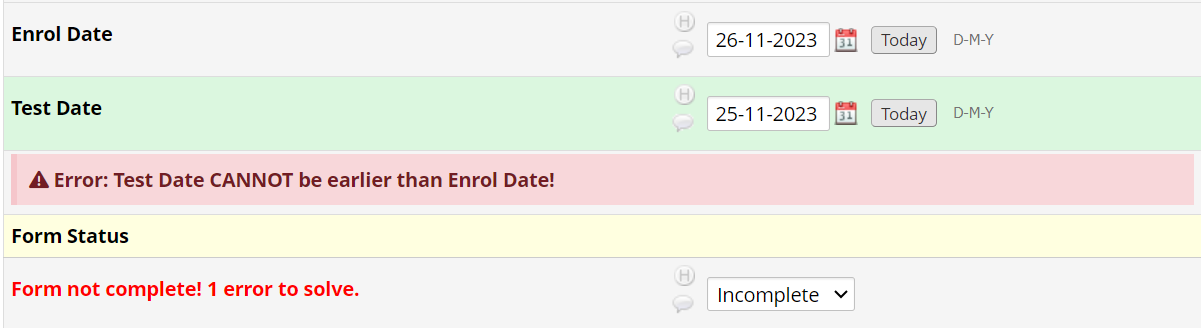 Enrol Date
H
26-11-2023 31 Today D-M-Y
Test Date
H
25-11-2023 31 Today D-M-Y
Error: Test Date CANNOT be earlier than Enrol Date!
Form Status
Form not complete! 1 error to solve.
H
Incomplete